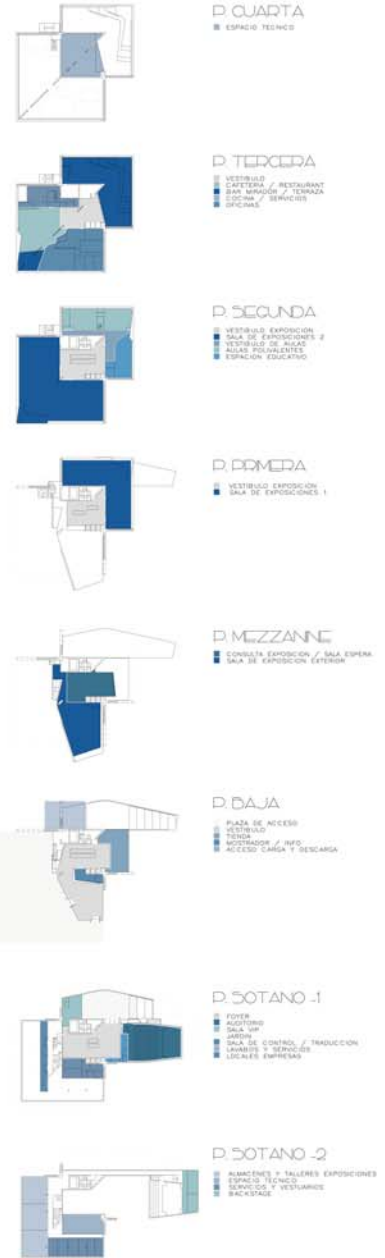 P. CUARTA
ESPACIO TECNICO
P. TERCERA
VESTIBULO
CAFETERIA / RESTAURANT
BAR MIRADOR / TERRAZA
COCINA / SERVICIOS
OFICINAS
P. SEGUNDA
VESTIBULO EXPOSICION
SALA DE EXPOSICIONES 2
VESTIBULO DE AULAS
AULAS POLIVALENTES
ESPACION EDUCATIVO
P. PRIMERA
VESTIBULO EXPOSICION
SALA DE EXPOSICIONES 1
P. MEZZANINE
CONSULTA EXPOSICION / SALA ESPERA
SALA DE EXPOSICION EXTERIOR
P. BAJA
PLAZA DE ACCESO
VESTIBULO
TIENDA
MOSTRADOR / INFO
ACCESO CARGA Y DESCARGA
P. SOTANO -1
FOYER
AUDITORIO
SALA VIP
JARDIN
SALA DE CONTROL / TRADUCCION
LAVABOS Y SERVICIOS
LOCALES EMPRESAS
P. SOTANO -2
ALMACENES Y TALLERES EXPOSICIONES
ESPACIO TECNICO
SERVICIOS Y VESTUARIOS
BACKSTAGE